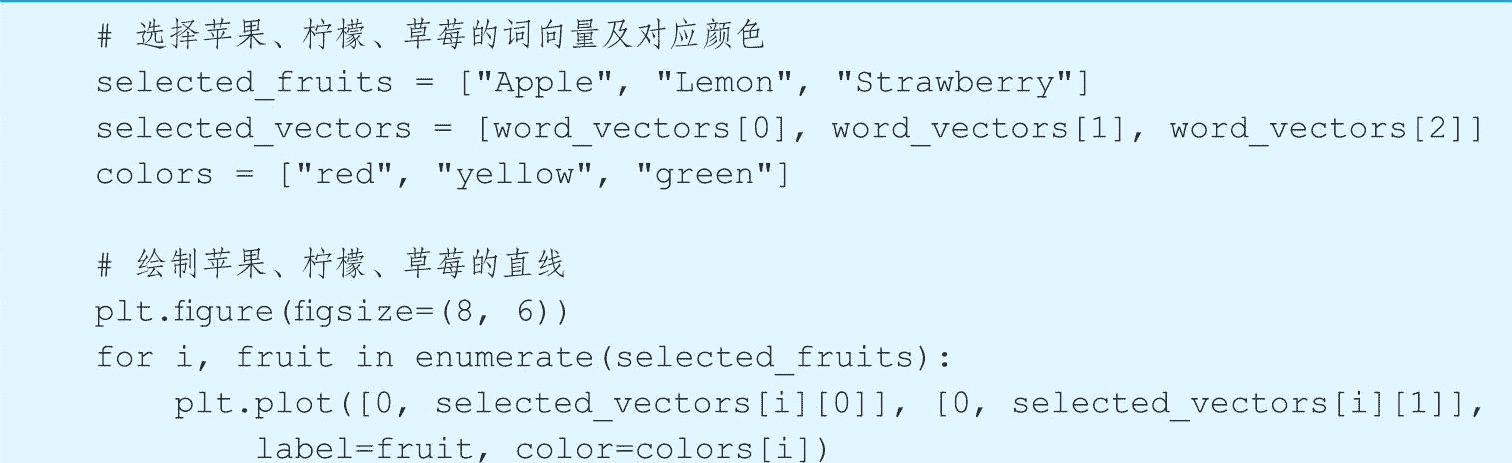 # 选择苹果、柠檬、草莓的词向量及对应颜色
selected_fruits = ["Apple", "Lemon", "Strawberry"]
selected_vectors = [word_vectors[0], word_vectors[1], word_vectors[2]]
colors = ["red", "yellow", "green"]
# 绘制苹果、柠檬、草莓的直线
plt.figure(figsize=(8, 6))
for i, fruit in enumerate(selected_fruits):
plt.plot([0, selected_vectors[i][0]], [0, selected_vectors[i][1]],
label=fruit, color=colors[i])